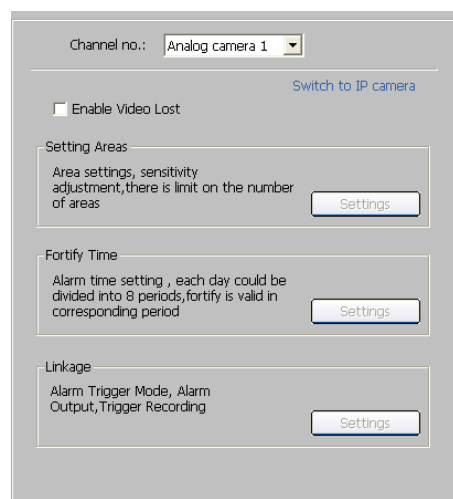 Channel no.: Analog camera 1
Switch to IP camera
Enable Video Lost
Setting Areas
Area settings, sensitivity
adjustment,there is limit on the number
of areas
Settings
Fortify Time
Alarm time setting , each day could be
divided into 8 periods,fortify is valid in
corresponding period
Settings
Linkage
Alarm Trigger Mode, Alarm
Output,Trigger Recording
Settings